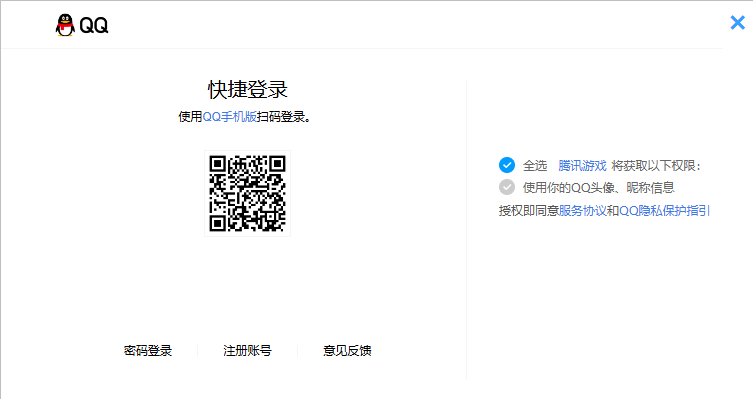 QQ
快捷登录
使用QQ手机版扫码登录。
全选 腾讯游戏 将获取以下权限：
使用你的QQ头像、昵称信息
授权即同意服务协议和QQ隐私保护指引
密码登录 注册账号 意见反馈